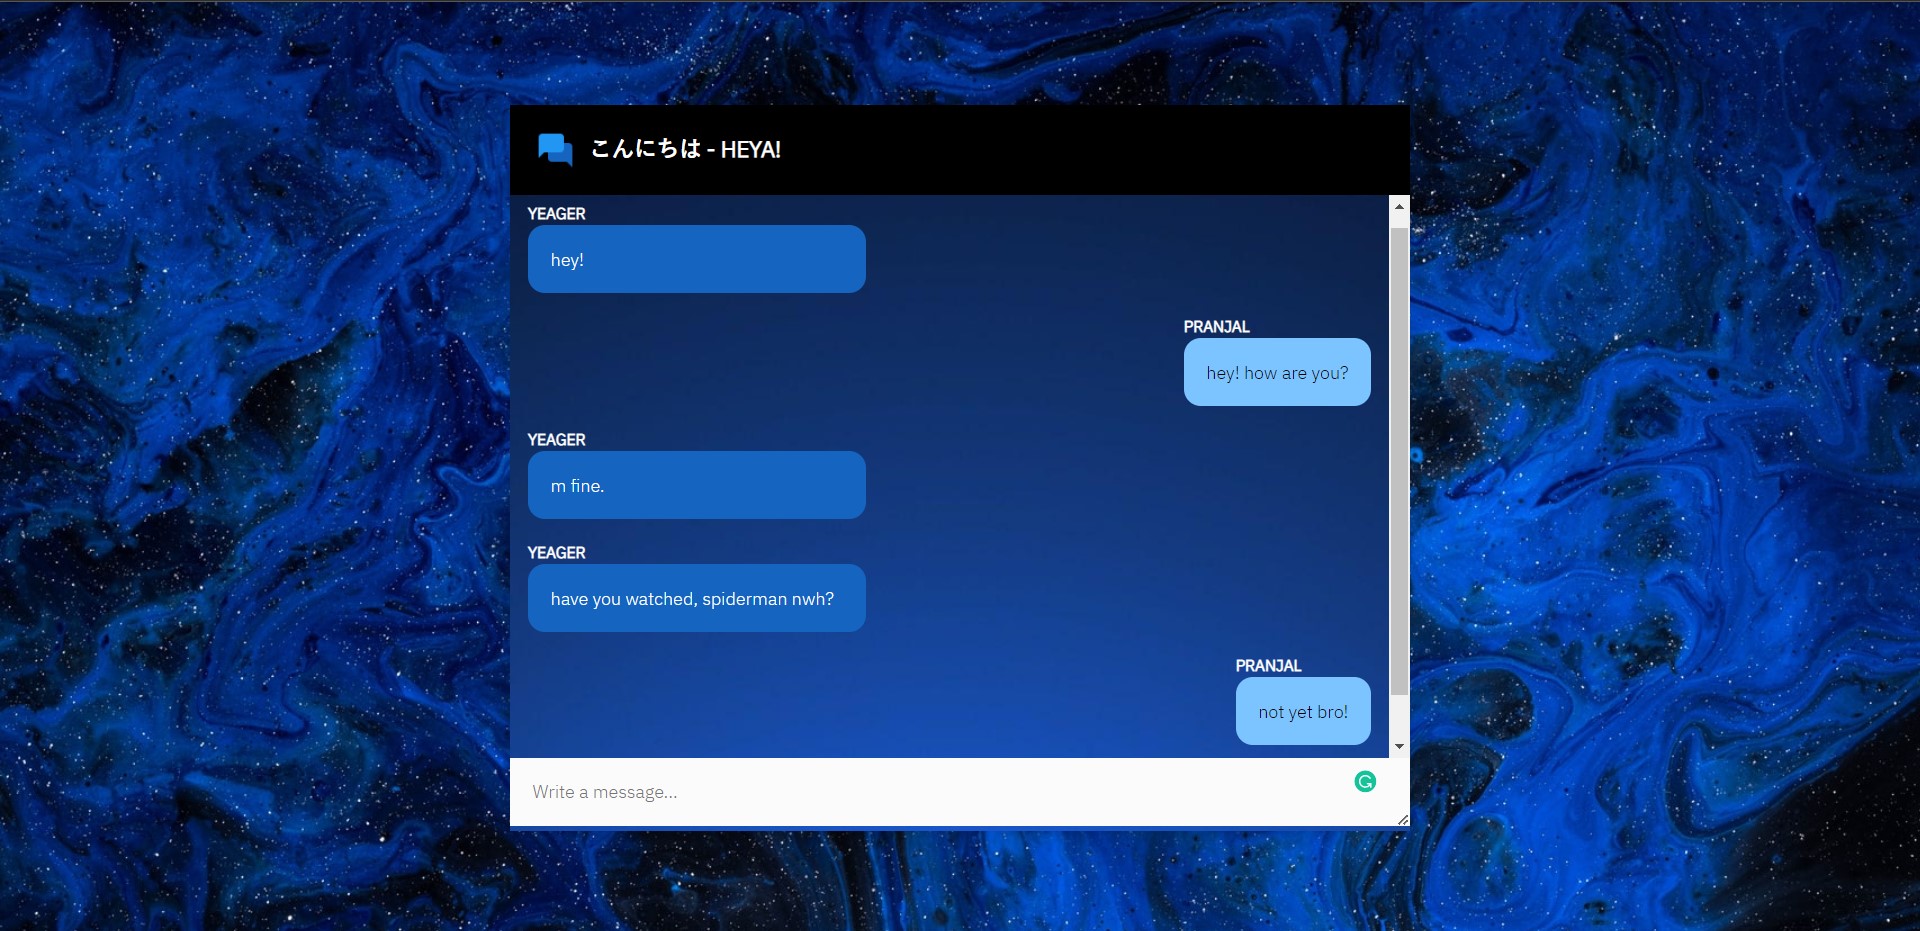 こんにちは - HEYA!
YEAGER
hey!
PRANJAL
hey! how are you?
YEAGER
m fine.
YEAGER
have you watched, spiderman nwh?
PRANJAL
not yet bro!
Write a message...